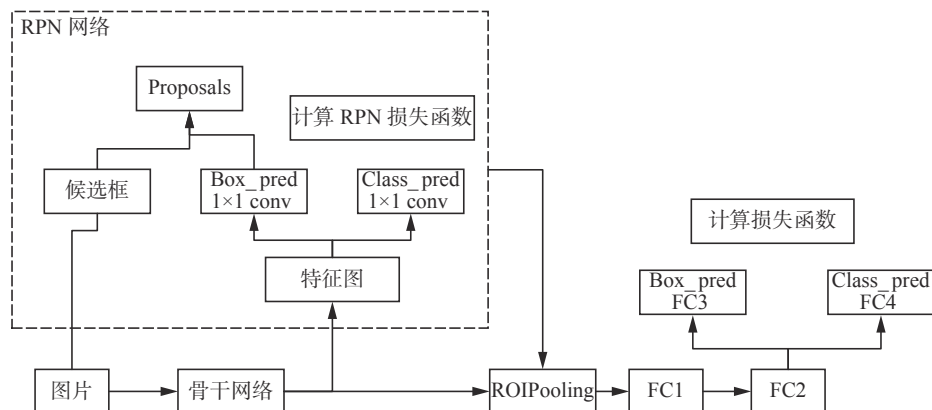 RPN 网络
Proposals
计算 RPN 损失函数
候选框
Box_pred
1×1 conv
Class_pred
1×1 conv
计算损失函数
特征图
Box_pred
FC3
Class_pred
FC4
图片
骨干网络
ROIPooling
FC1
FC2